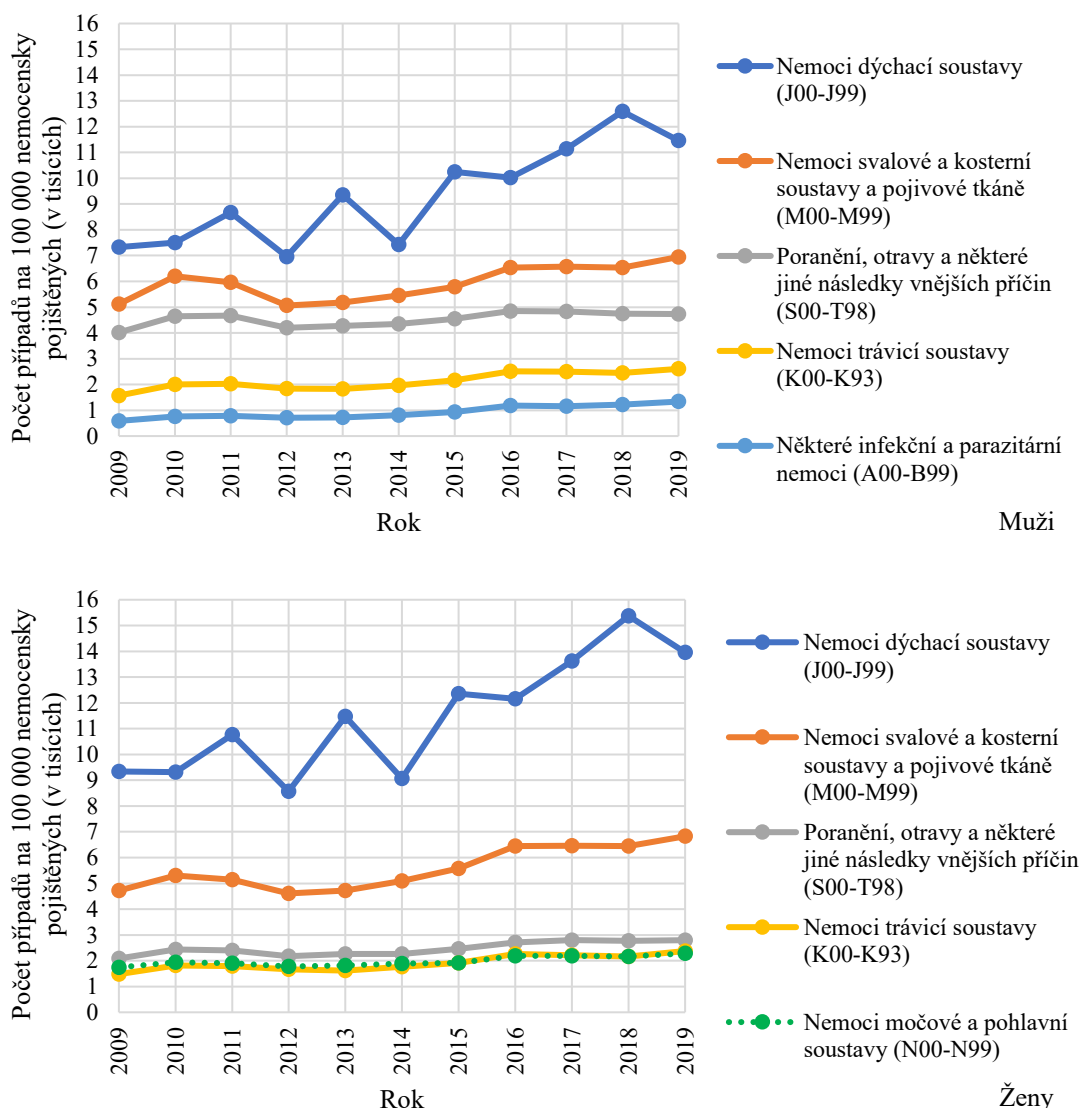 Počet případů na 100 000 nemocensky
pojištěných (v tisících)
16
15
14
13
12
11
10
9
8
7
6
5
4
3
2
1
0
2009
2010
2011
2012
2013
2014
2015
2016
2017
2018
2019
Rok
Nemoci dýchací soustavy
(J00-J99)
Nemoci svalové a kosterní
soustavy a pojivové tkáně
(M00-M99)
Poranění, otravy a některé
jiné následky vnějších příčin
(S00-T98)
Nemoci trávicí soustavy
(K00-K93)
Některé infekční a parazitární
nemoci (A00-B99)
Muži
Počet případů na 100 000 nemocensky
pojištěných (v tisících)
16
15
14
13
12
11
10
9
8
7
6
5
4
3
2
1
0
2009
2010
2011
2012
2013
2014
2015
2016
2017
2018
2019
Rok
Nemoci dýchací soustavy
(J00-J99)
Nemoci svalové a kosterní
soustavy a pojivové tkáně
(M00-M99)
Poranění, otravy a některé
jiné následky vnějších příčin
(S00-T98)
Nemoci trávicí soustavy
(K00-K93)
Nemoci močové a pohlavní
soustavy (N00-N99)
Ženy